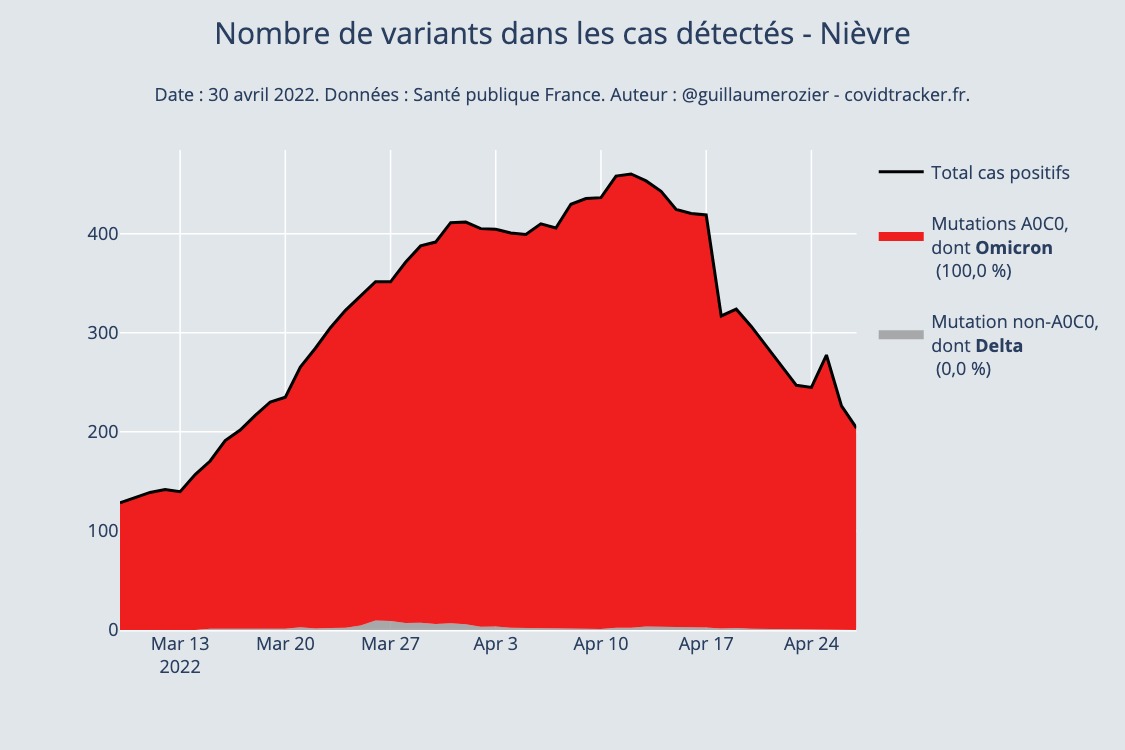 Nombre de variants dans les cas détectés - Nièvre
Date : 30 avril 2022. Données : Santé publique France. Auteur : @guillaumerozier - covidtracker.fr.
Total cas positifs
Mutations A0C0,
dont Omicron
(100,0 %)
Mutation non-A0C0,
dont Delta
(0,0 %)
400
300
200
100
0
Mar 13
2022
Mar 20
Mar 27
Apr 3
Apr 10
Apr 17
Apr 24